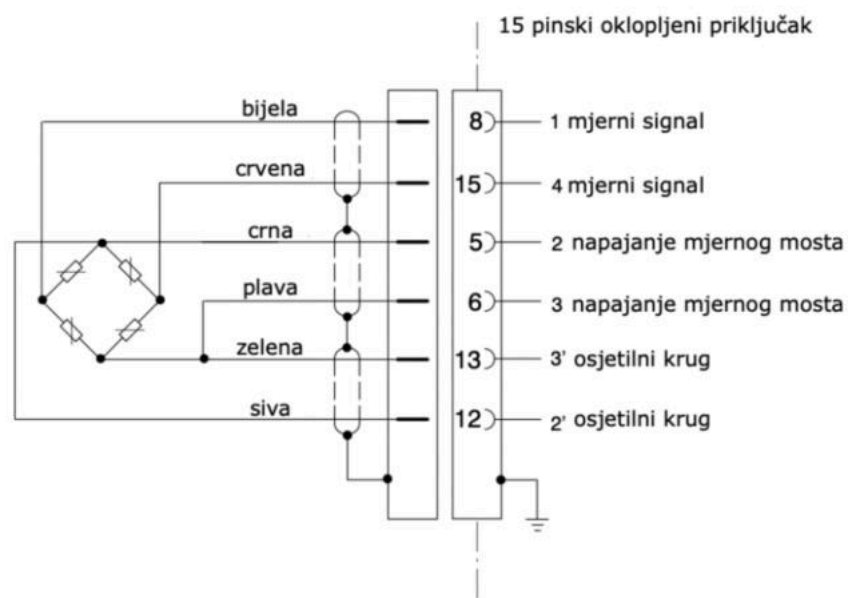 15 pinski oklopljeni priključak
bijela 8 1 mjerni signal
crvena 15 4 mjerni signal
crna 5 2 napajanje mjernog mosta
plava 6 3 napajanje mjernog mosta
zelena 13 3' osjetilni krug
siva 12 2' osjetilni krug